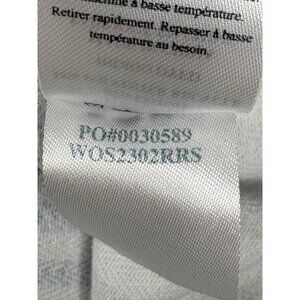 à basse température.
Retirer rapidement. Repasser à basse
température au besoin.
PO#0030589
WOS2302RRS